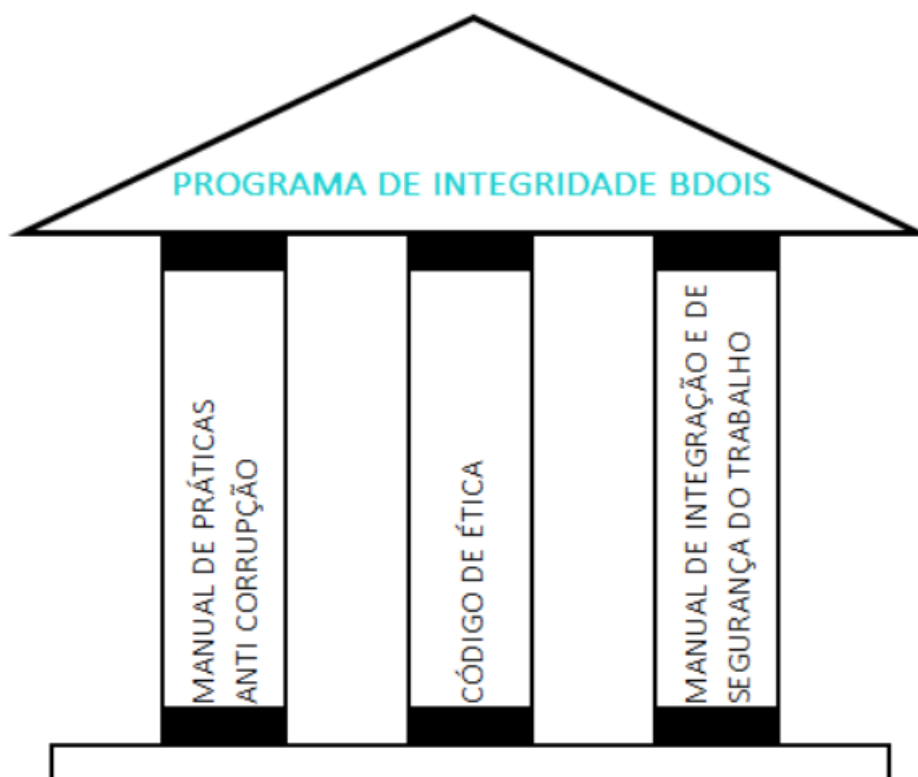 PROGRAMA DE INTEGRIDADE BDOIS
MANUAL DE PRÁTICAS
ANTI CORRUPÇÃO
CÓDIGO DE ÉTICA
MANUAL DE INTEGRAÇÃO E DE
SEGURANÇA DO TRABALHO